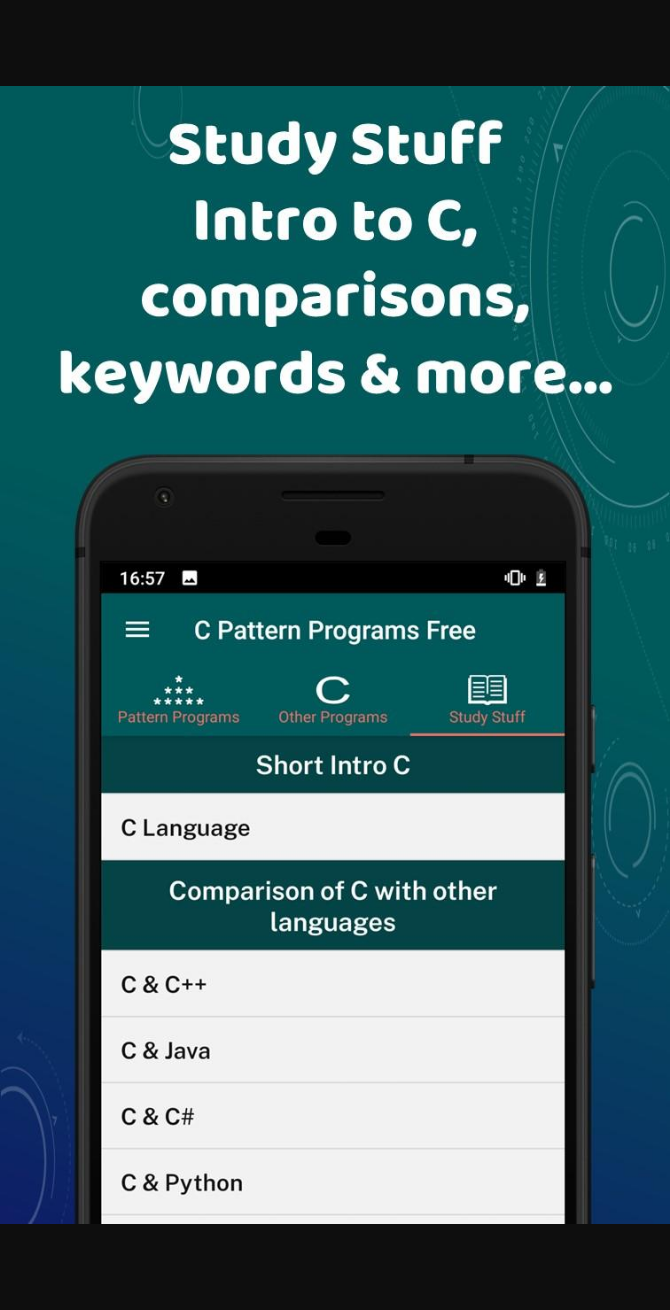 Study Stuff
Intro to C,
comparisons,
keywords & more...
16:57
C Pattern Programs Free
Pattern Programs
Other Programs
Study Stuff
Short Intro C
C Language
Comparison of C with other
languages
C & C++
C & Java
C & C#
C & Python